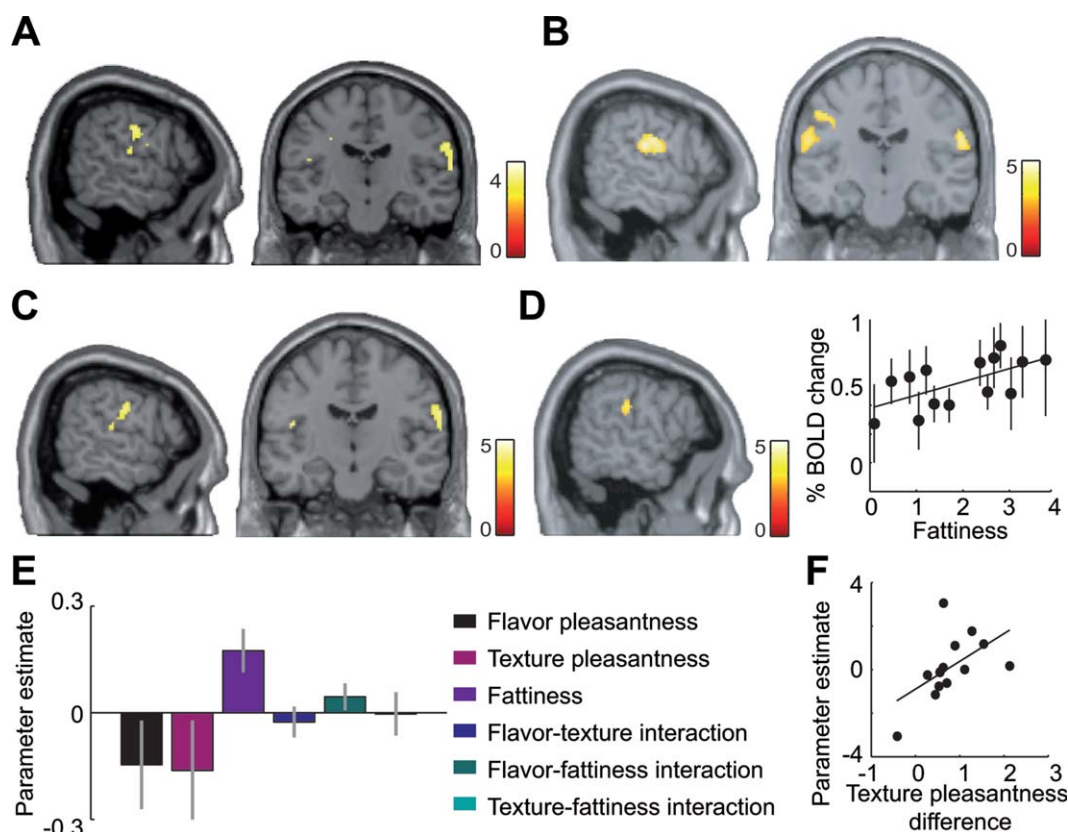 A
B
4
0
5
0
C
D
5
0
5
0
% BOLD change
1
0.5
0
0 1 2 3 4
Fattiness
E
Parameter estimate
0.3
0
-0.3
Flavor pleasantness
Texture pleasantness
Fattiness
Flavor-texture interaction
Flavor-fattiness interaction
Texture-fattiness interaction
F
Parameter estimate
4
0
-4
-1 0 1 2 3
Texture pleasantness
difference